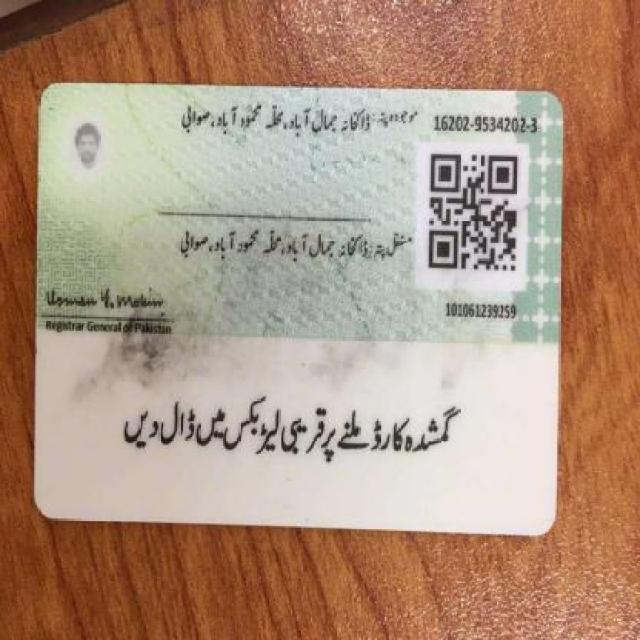 16202-9534202-3
موجودہ پتہ: ڈاکخانہ جمال آباد، محلہ محمود آباد، صوابی
مستقل پتہ: ڈاکخانہ جمال آباد، محلہ محمود آباد، صوابی
101061239259
Usman Y. Mobin
Registrar General of Pakistan
گمشدہ کارڈ ملنے پر قریبی لیٹر بکس میں ڈال دیں